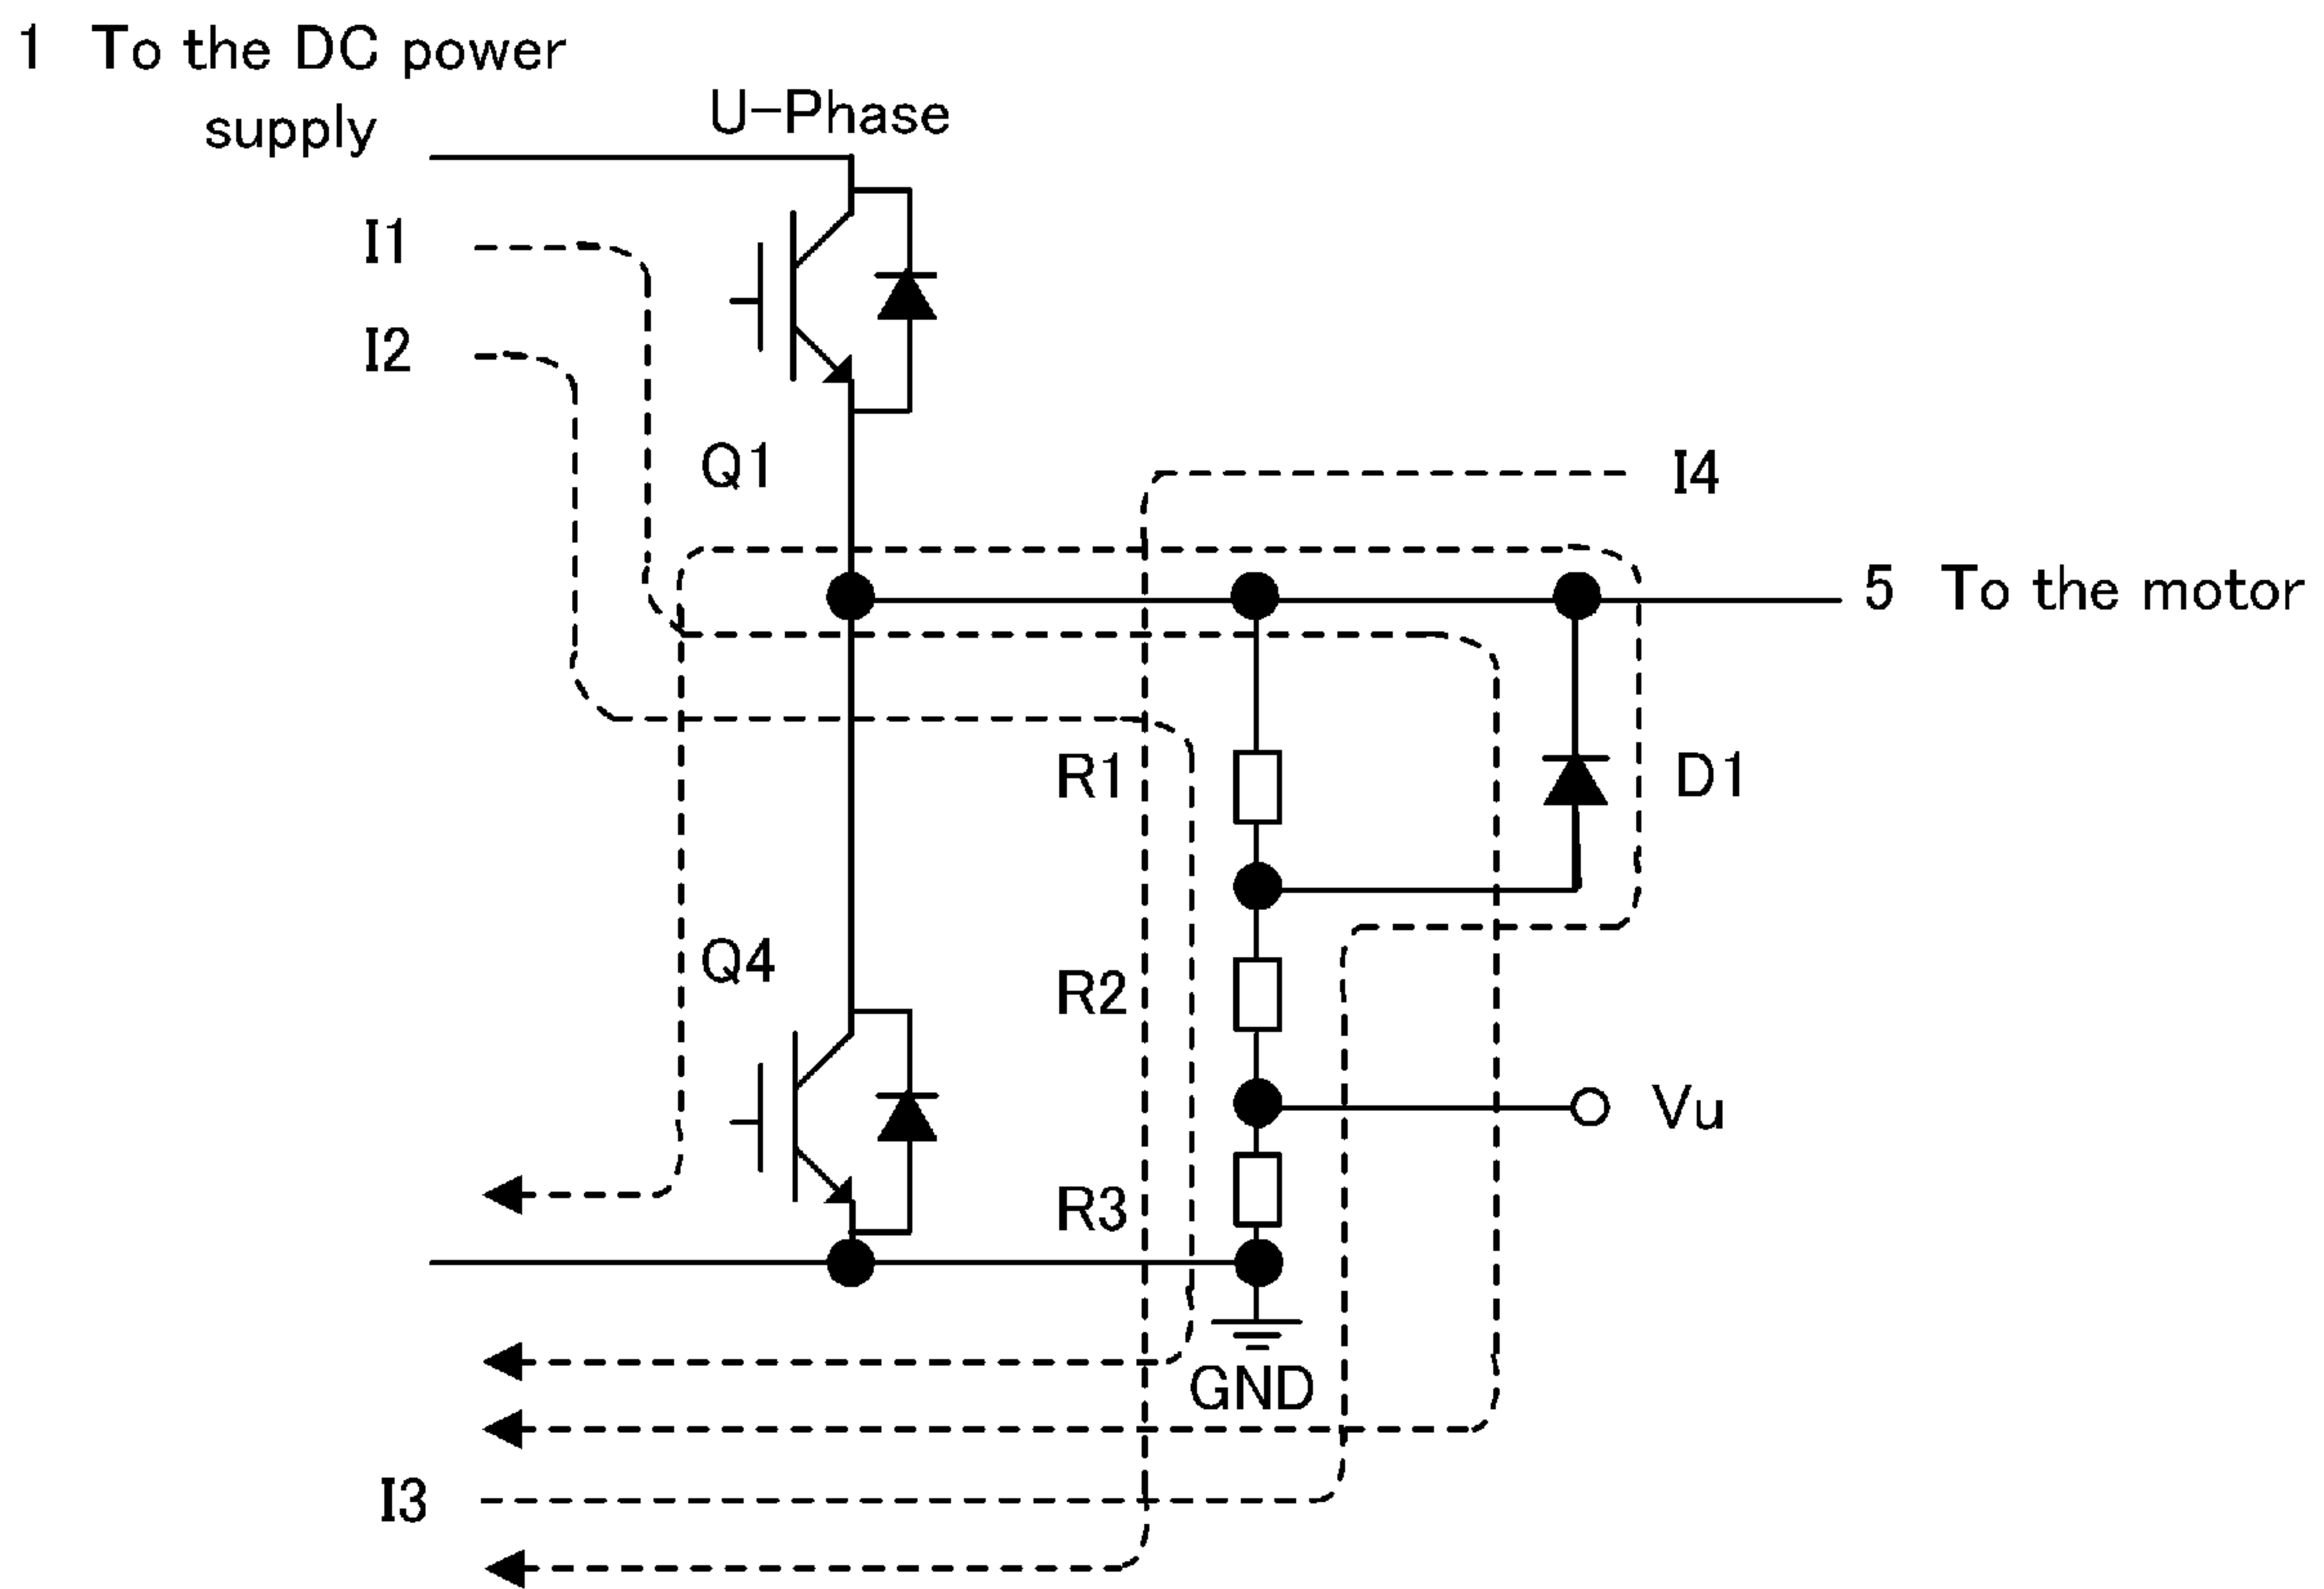 1 To the DC power
supply
U-Phase
I1
I2
Q1
I4
5 To the motor
R1
D1
Q4
R2
Vu
R3
GND
I3